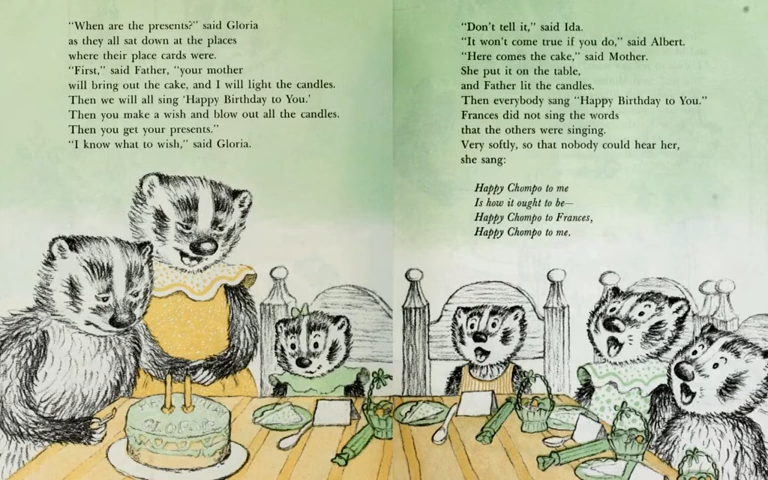 "When are the presents?" said Gloria
as they all sat down at the places
where their place cards were.
"First," said Father, "your mother
will bring out the cake, and I will light the candles.
Then we will all sing 'Happy Birthday to You.'
Then you make a wish and blow out all the candles.
Then you get your presents."
"I know what to wish," said Gloria.
GLORIA
"Don't tell it," said Ida.
"It won't come true if you do," said Albert.
"Here comes the cake," said Mother.
She put it on the table,
and Father lit the candles.
Then everybody sang "Happy Birthday to You."
Frances did not sing the words
that the others were singing.
Very softly, so that nobody could hear her,
she sang:
Happy Chompo to me
Is how it ought to be—
Happy Chompo to Frances,
Happy Chompo to me.